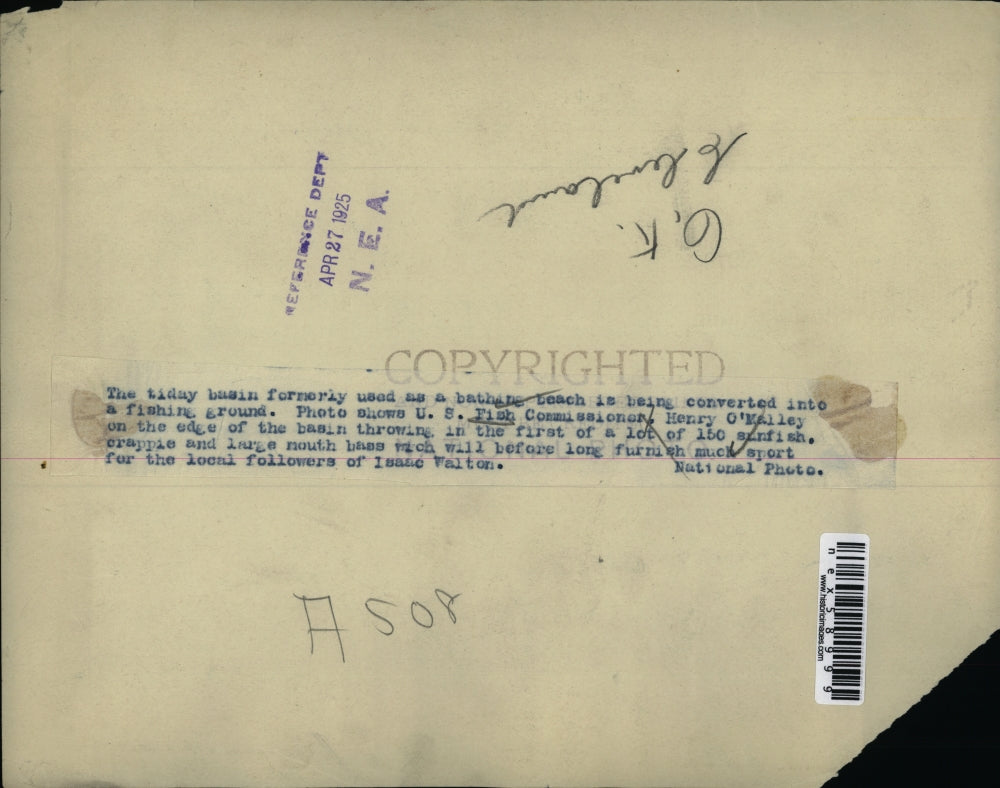 Cleveland
O.K.
REFERENCE DEPT
APR 27 1925
N. E. A.
COPYRIGHTED
The tiday basin formerly used as a bathing beach is being converted into
a fishing ground. Photo shows U. S. Fish Commissioner Henry O'Malley
on the edge of the basin throwing in the first of a lot of 150 sunfish,
crappie and large mouth bass wich will before long furnish much sport
for the local followers of Isaac Walton.
National Photo.
A 508
nex58999
www.historicimages.com